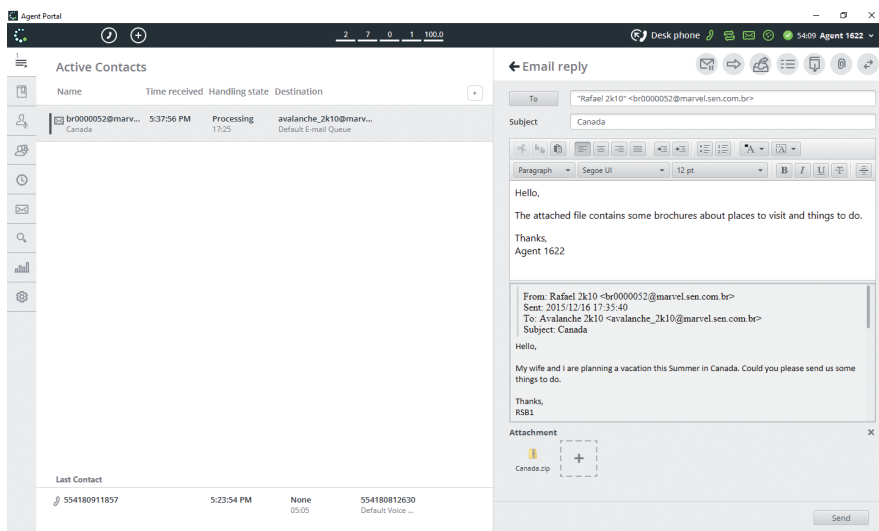 Agent Portal
2 7 0 1 100.0
Desk phone
54:09 Agent 1622
1
Active Contacts
Name Time received Handling state Destination
+
br0000052@marv... 5:37:56 PM Processing avalanche_2k10@marv...
Canada 17:25 Default E-mail Queue
Last Contact
554180911857 5:23:54 PM None 554180812630
05:05 Default Voice ...
Email reply
To "Rafael 2k10" <br0000052@marvel.sen.com.br>
Subject Canada
Paragraph Segoe UI 12 pt B I U T
Hello,
The attached file contains some brochures about places to visit and things to do.
Thanks,
Agent 1622
From: Rafael 2k10 <br0000052@marvel.sen.com.br>
Sent: 2015/12/16 17:35:40
To: Avalanche 2k10 <avalanche_2k10@marvel.sen.com.br>
Subject: Canada
Hello,
My wife and I are planning a vacation this Summer in Canada. Could you please send us some
things to do.
Thanks,
RSB1
Attachment
Canada.zip
+
Send